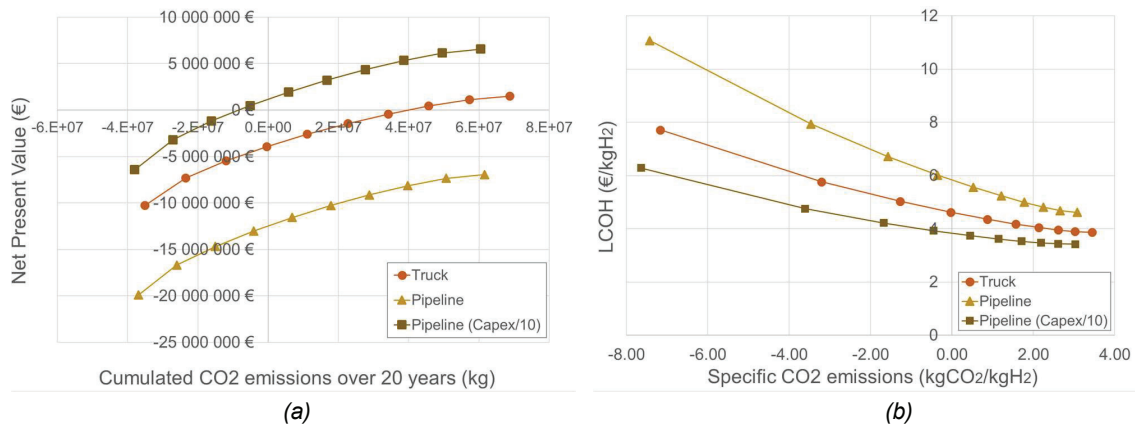 10 000 000 €
5 000 000 €
0
-6.E+07
-4.E+07
-2.E+07
0.E+00
2.E+07
4.E+07
6.E+07
8.E+07
-5 000 000 €
-10 000 000 €
-15 000 000 €
-20 000 000 €
-25 000 000 €
Net Present Value (€)
Truck
Pipeline
Pipeline (Capex/10)
Cumulated CO2 emissions over 20 years (kg)
(a)
12
10
8
6
4
2
0
LCOH (€/kgH2)
Truck
Pipeline
Pipeline (Capex/10)
-8.00
-6.00
-4.00
-2.00
0.00
2.00
4.00
Specific CO2 emissions (kgCO2/kgH2)
(b)